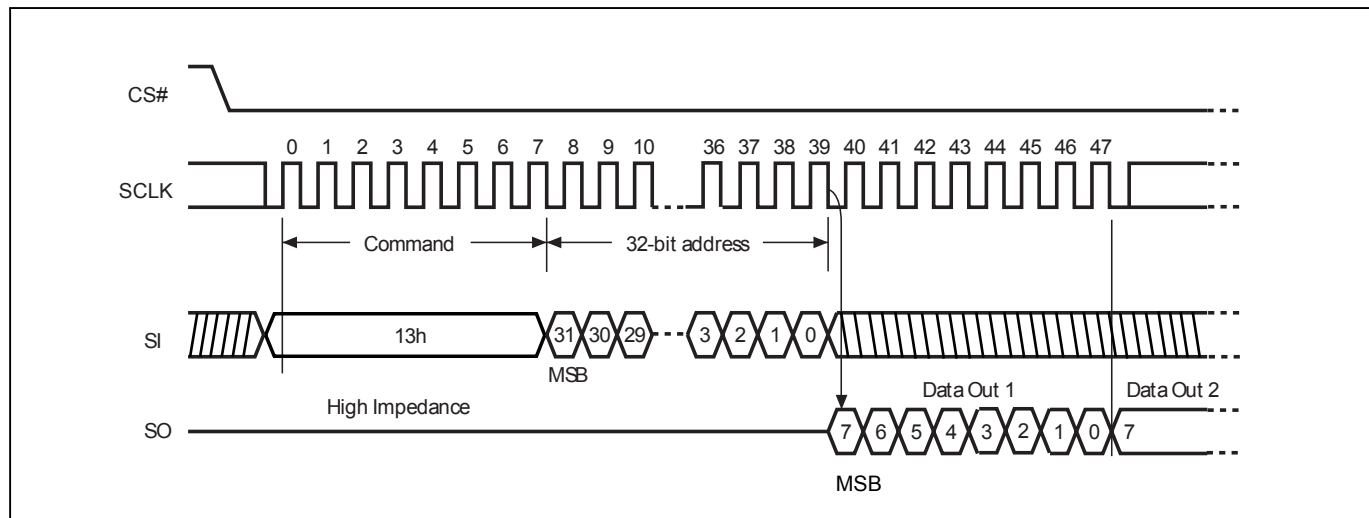 CS#
0 1 2 3 4 5 6 7 8 9 10 36 37 38 39 40 41 42 43 44 45 46 47
SCLK
Command 32-bit address
SI 13h 31 30 29 3 2 1 0
MSB
High Impedance Data Out 1 Data Out 2
SO 7 6 5 4 3 2 1 0 7
MSB